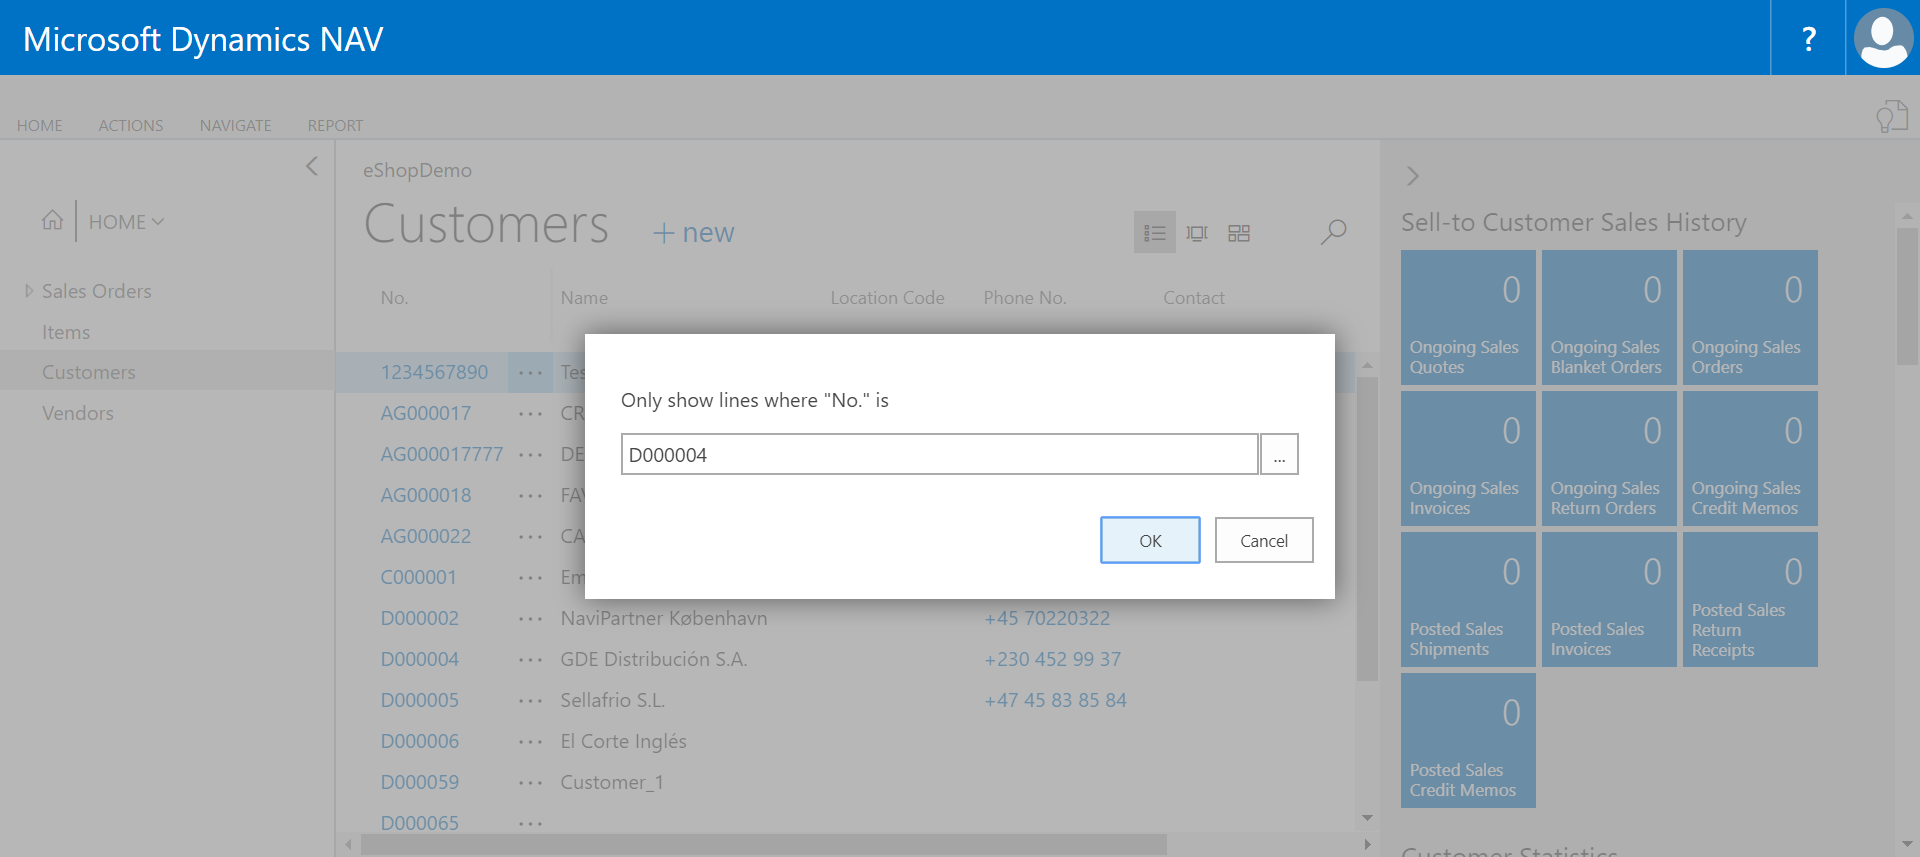 Microsoft Dynamics NAV
?
HOME ACTIONS NAVIGATE REPORT
HOME
Sales Orders
Items
Customers
Vendors
eShopDemo
Customers
+ new
No. Name Location Code Phone No. Contact
1234567890 ··· Tes
AG000017 ··· CR
AG000017777 ··· DE
AG000018 ··· FAV
AG000022 ··· CA
C000001 ··· Em
D000002 ··· NaviPartner København +45 70220322
D000004 ··· GDE Distribución S.A. +230 452 99 37
D000005 ··· Sellafrio S.L. +47 45 83 85 84
D000006 ··· El Corte Inglés
D000059 ··· Customer_1
D000065 ···
Only show lines where "No." is
D000004
...
OK Cancel
Sell-to Customer Sales History
0
Ongoing Sales
Quotes
0
Ongoing Sales
Blanket Orders
0
Ongoing Sales
Orders
0
Ongoing Sales
Invoices
0
Ongoing Sales
Return Orders
0
Ongoing Sales
Credit Memos
0
Posted Sales
Shipments
0
Posted Sales
Invoices
0
Posted Sales
Return
Receipts
0
Posted Sales
Credit Memos
Customer Statistics